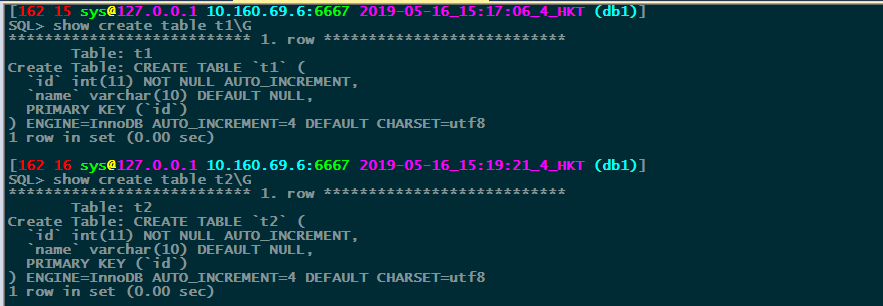 [162 15 sys@127.0.0.1 10.160.69.6:6667 2019-05-16_15:17:06_4_HKT (db1)]
SQL> show create table t1\G
*************************** 1. row ***************************
       Table: t1
Create Table: CREATE TABLE `t1` (
  `id` int(11) NOT NULL AUTO_INCREMENT,
  `name` varchar(10) DEFAULT NULL,
  PRIMARY KEY (`id`)
) ENGINE=InnoDB AUTO_INCREMENT=4 DEFAULT CHARSET=utf8
1 row in set (0.00 sec)

[162 16 sys@127.0.0.1 10.160.69.6:6667 2019-05-16_15:19:21_4_HKT (db1)]
SQL> show create table t2\G
*************************** 1. row ***************************
       Table: t2
Create Table: CREATE TABLE `t2` (
  `id` int(11) NOT NULL AUTO_INCREMENT,
  `name` varchar(10) DEFAULT NULL,
  PRIMARY KEY (`id`)
) ENGINE=InnoDB AUTO_INCREMENT=4 DEFAULT CHARSET=utf8
1 row in set (0.00 sec)